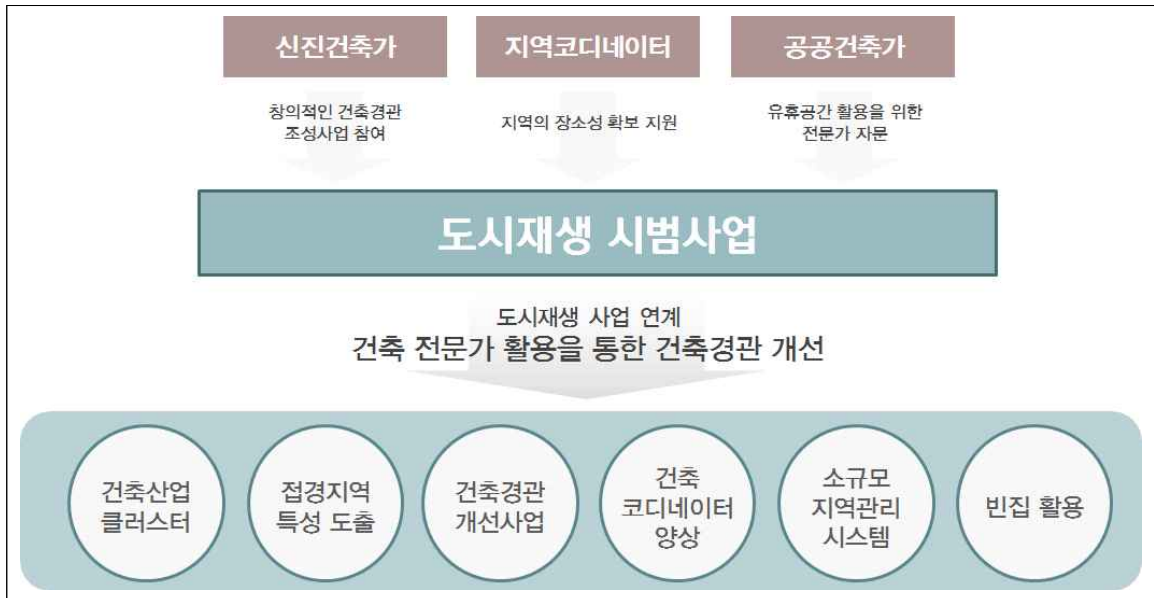 신진건축가
지역코디네이터
공공건축가
창의적인 건축경관
조성사업 참여
지역의 장소성 확보 지원
유휴공간 활용을 위한
전문가 자문
도시재생 시범사업
도시재생 사업 연계
건축 전문가 활용을 통한 건축경관 개선
건축산업
클러스터
접경지역
특성 도출
건축경관
개선사업
건축
코디네이터
양상
소규모
지역관리
시스템
빈집 활용